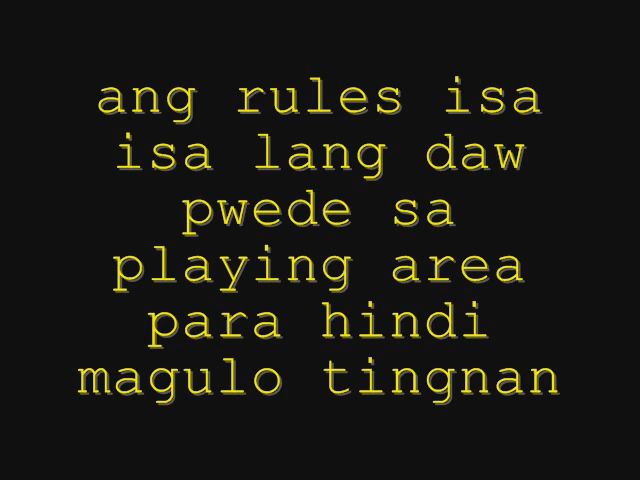 ang rules isa
isa lang daw
pwede sa
playing area
para hindi
magulo tingnan